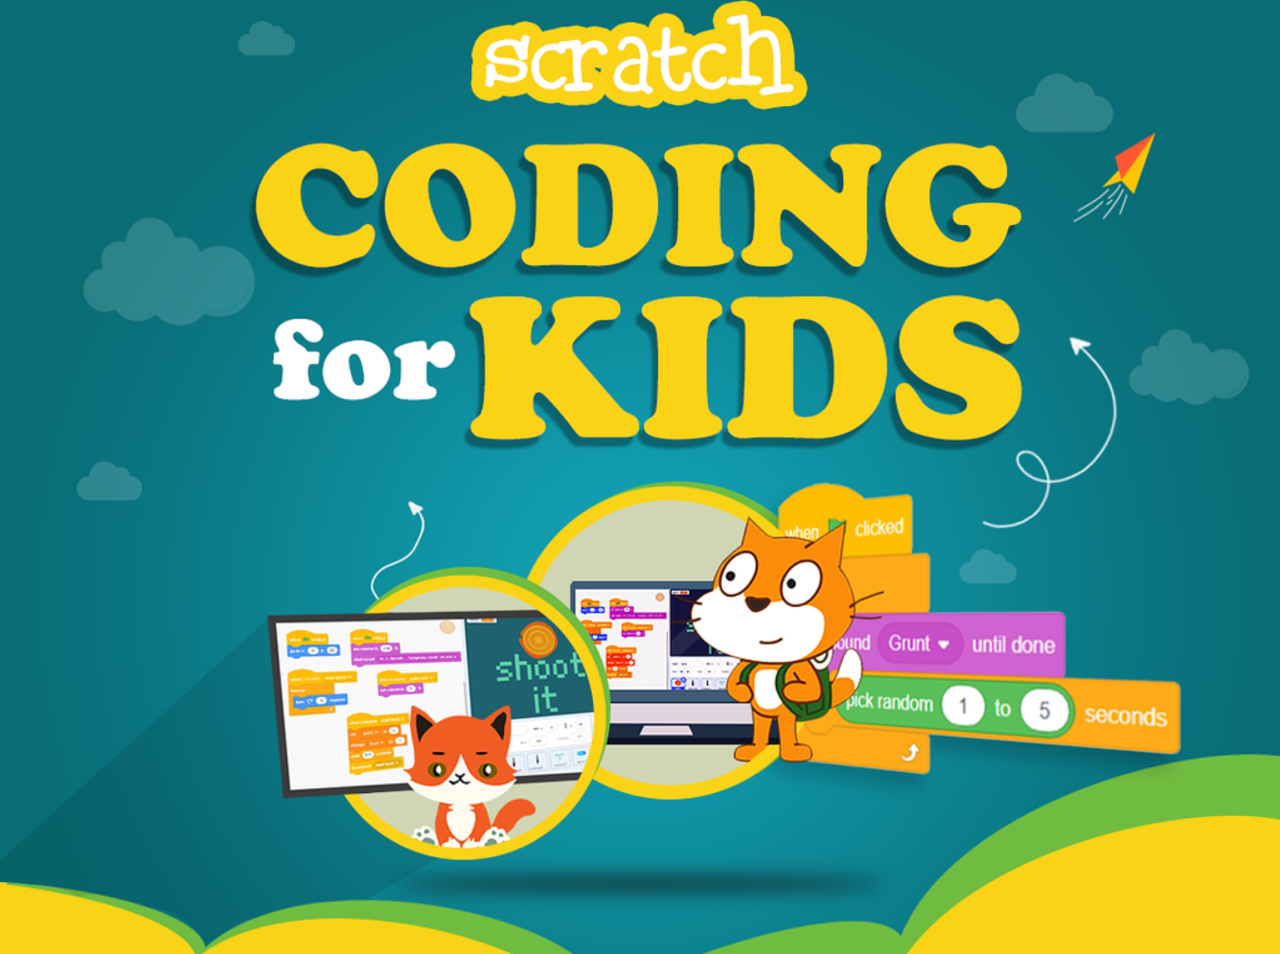 scratch
CODING
for KIDS
when clicked
Grunt until done
pick random 1 to 5 seconds
shoot
it